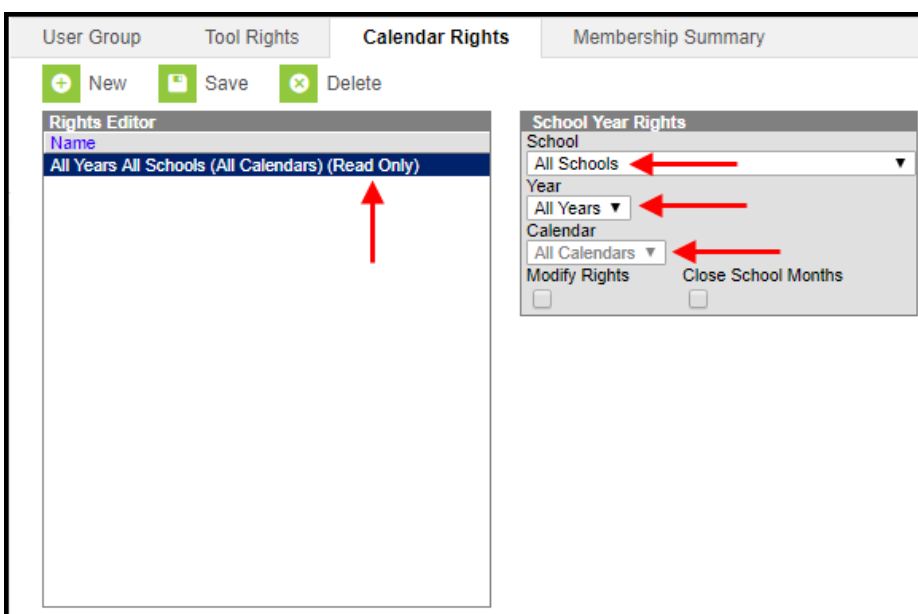 User Group Tool Rights Calendar Rights Membership Summary
New Save Delete
Rights Editor
Name
All Years All Schools (All Calendars) (Read Only)
School Year Rights
School
All Schools
Year
All Years
Calendar
All Calendars
Modify Rights Close School Months